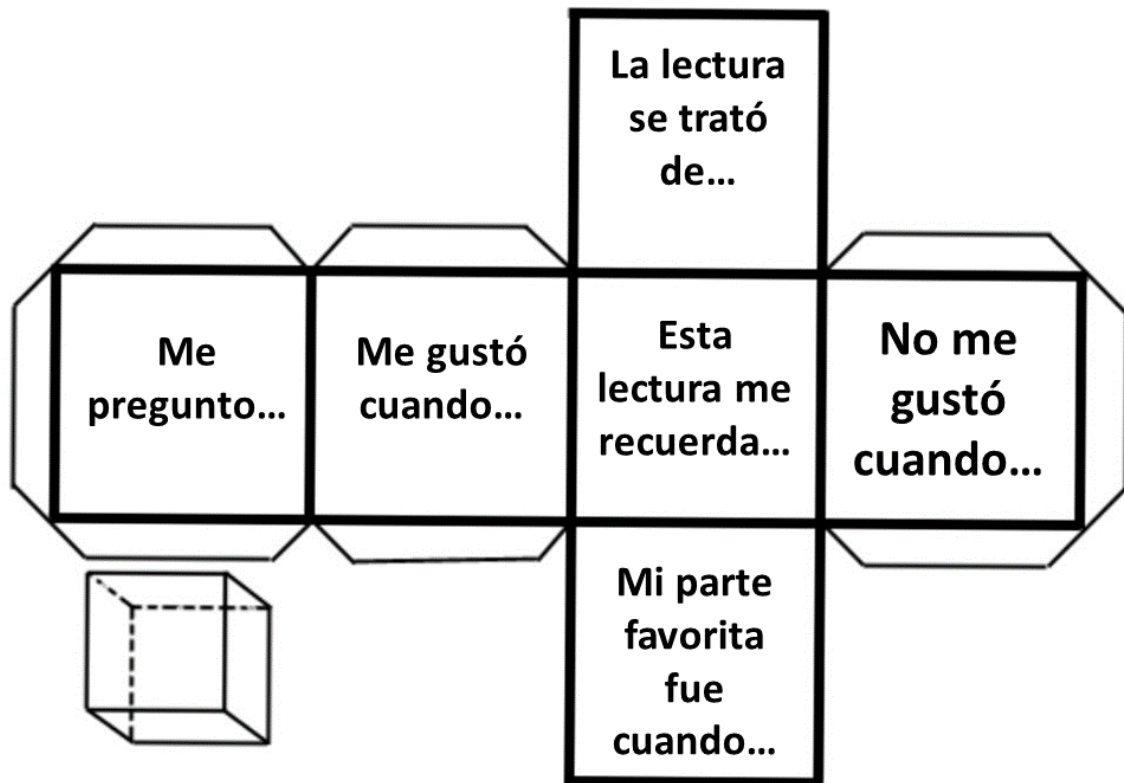 La lectura
se trató
de...
Me
pregunto...
Me gustó
cuando...
Esta
lectura me
recuerda...
No me
gustó
cuando...
Mi parte
favorita
fue
cuando...